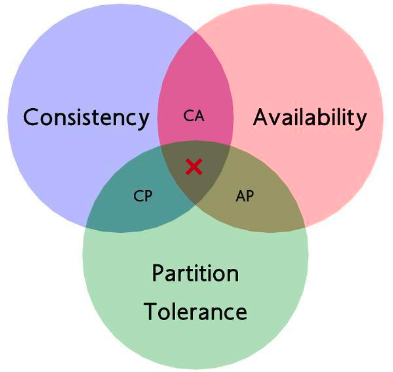 Consistency
CA
Availability
CP
AP
Partition
Tolerance